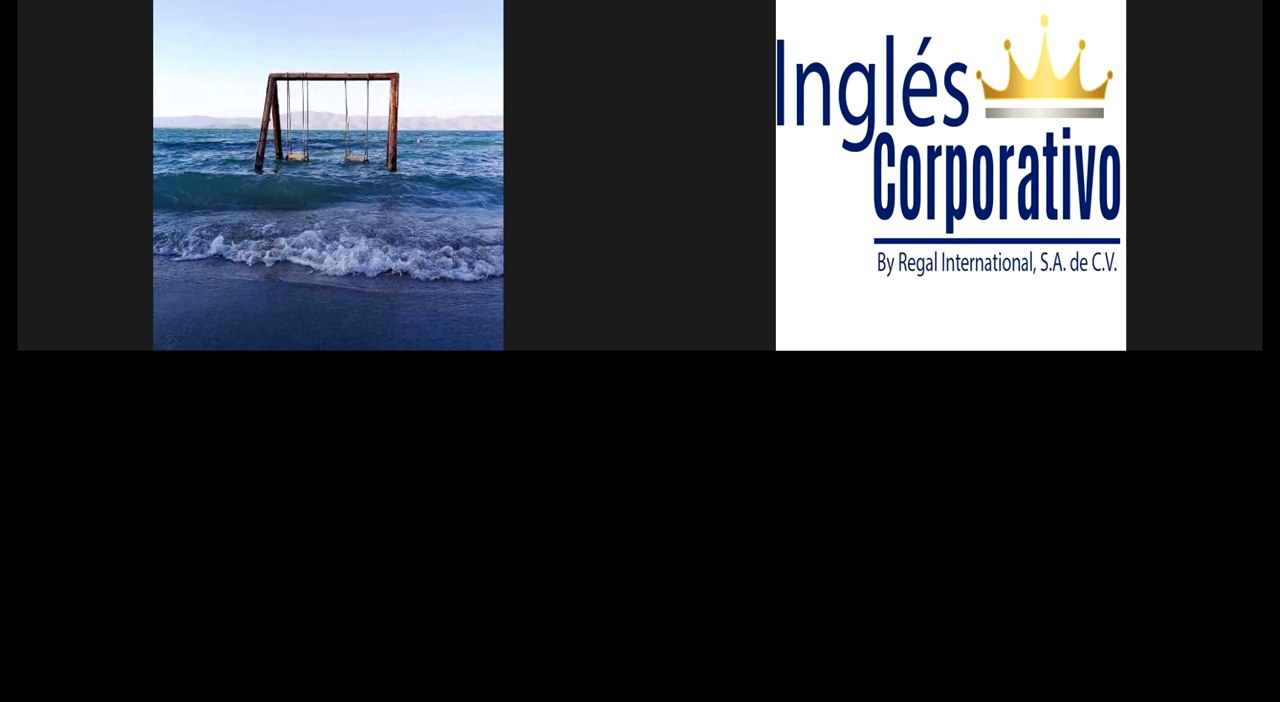 Inglés
Corporativo
By Regal International, S.A. de C.V.